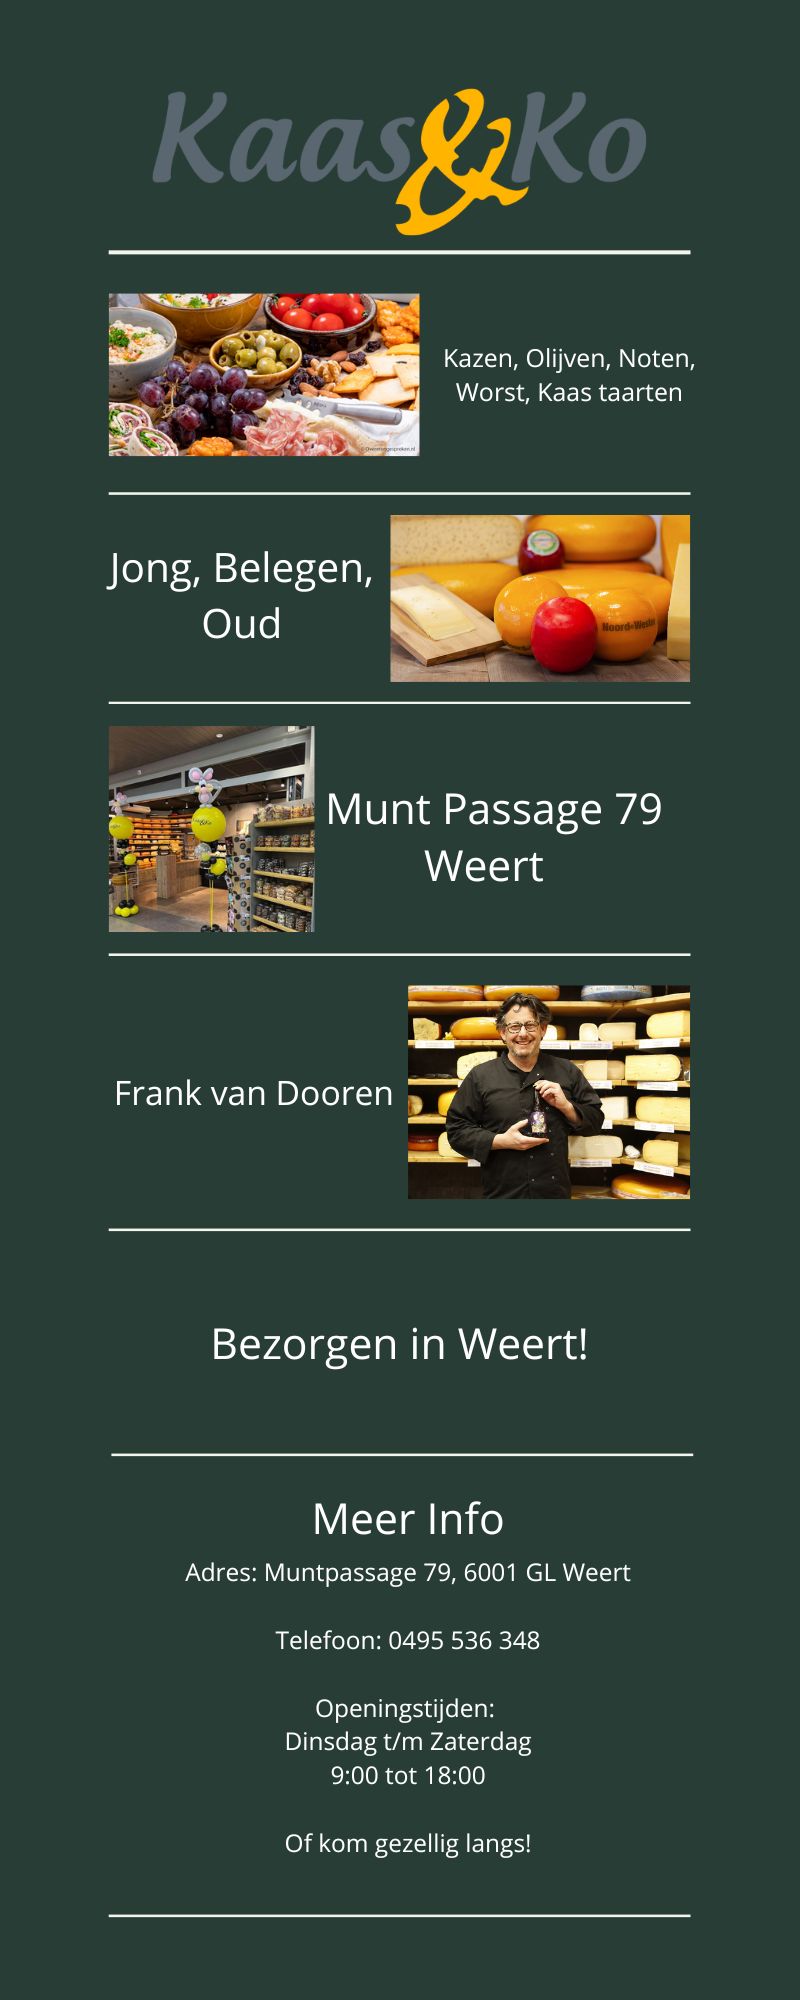 Kaas&Ko
Kazen, Olijven, Noten,
Worst, Kaas taarten
Jong, Belegen,
Oud
Munt Passage 79
Weert
Frank van Dooren
Bezorgen in Weert!
Meer Info
Adres: Muntpassage 79, 6001 GL Weert
Telefoon: 0495 536 348
Openingstijden:
Dinsdag t/m Zaterdag
9:00 tot 18:00
Of kom gezellig langs!